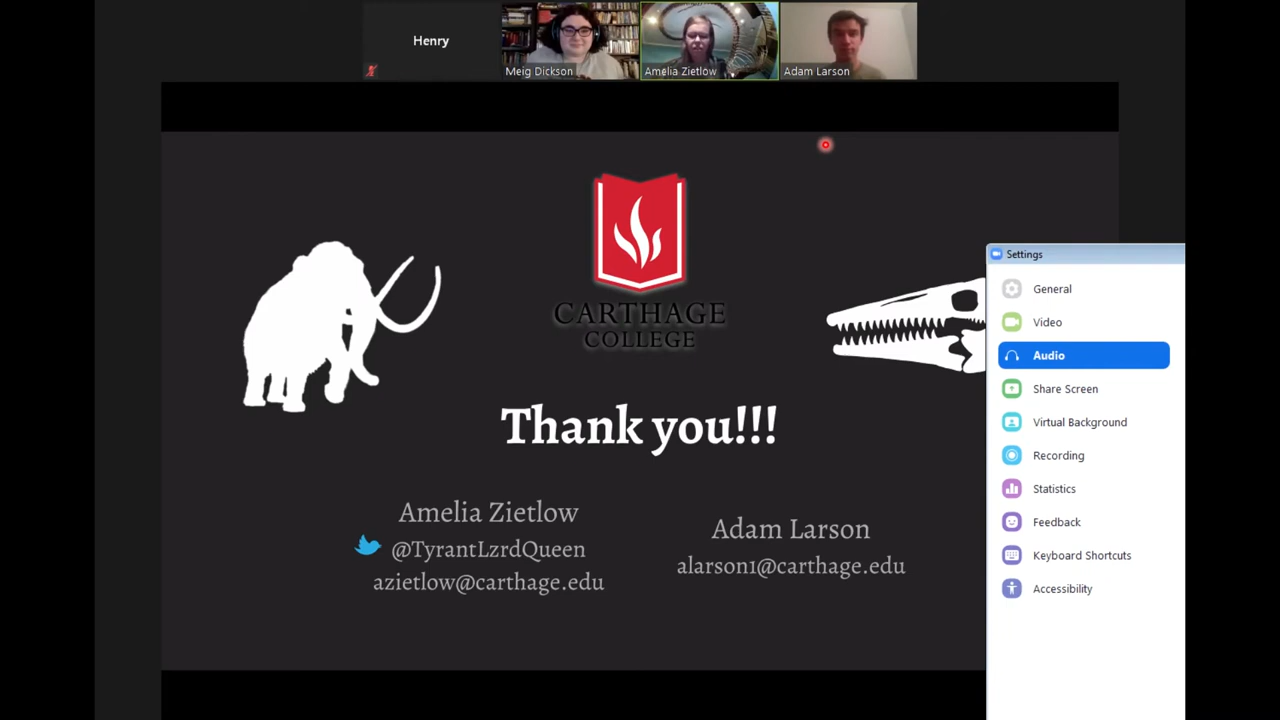 Henry
Meig Dickson
Amelia Zietlow
Adam Larson
CARTHAGE
COLLEGE
Thank you!!!
Amelia Zietlow
@TyrantLzrdQueen
azietlow@carthage.edu
Adam Larson
alarson1@carthage.edu
Settings
General
Video
Audio
Share Screen
Virtual Background
Recording
Statistics
Feedback
Keyboard Shortcuts
Accessibility